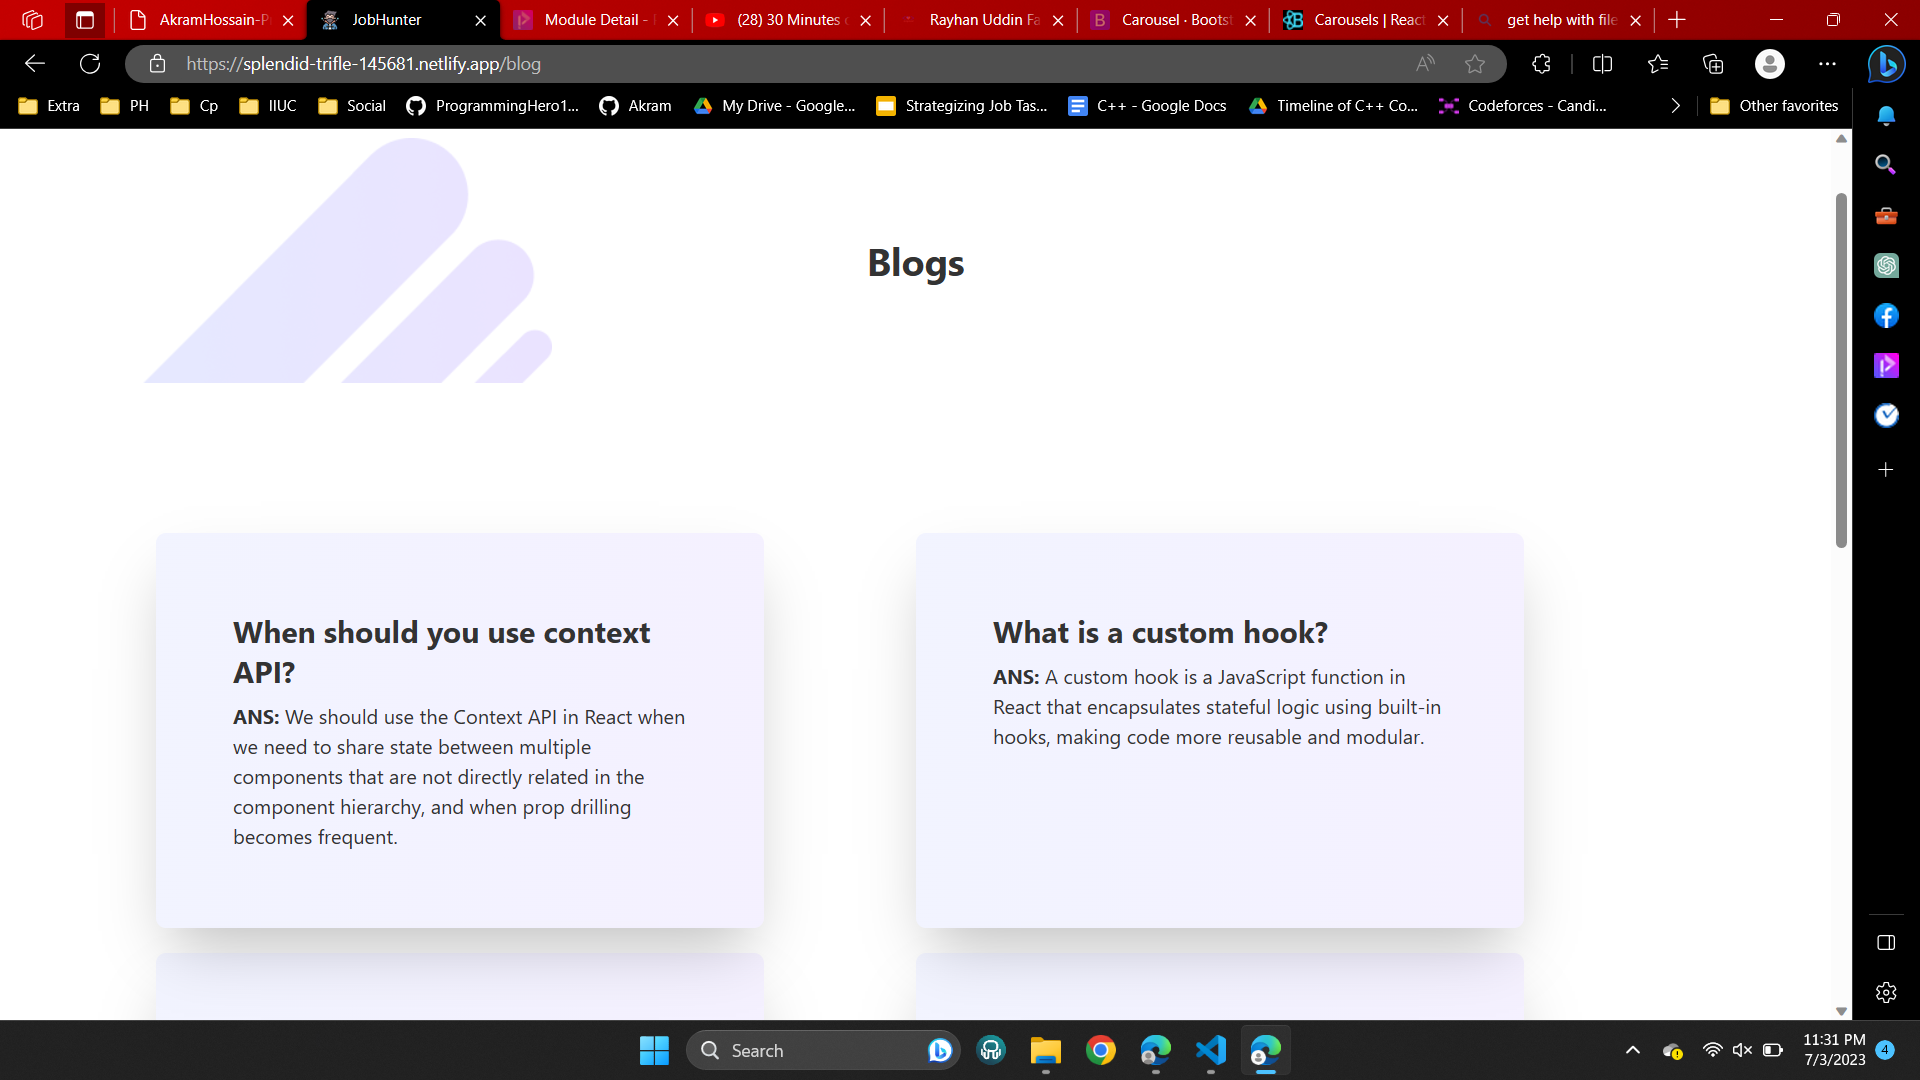 AkramHossain-P
JobHunter
Module Detail -
(28) 30 Minutes
Rayhan Uddin Fa
Carousel · Bootst
Carousels | React
get help with file
https://splendid-trifle-145681.netlify.app/blog
Extra
PH
Cp
IIUC
Social
ProgrammingHero1...
Akram
My Drive - Google...
Strategizing Job Tas...
C++ - Google Docs
Timeline of C++ Co...
Codeforces - Candi...
Other favorites
Blogs
When should you use context
API?
ANS: We should use the Context API in React when
we need to share state between multiple
components that are not directly related in the
component hierarchy, and when prop drilling
becomes frequent.
What is a custom hook?
ANS: A custom hook is a JavaScript function in
React that encapsulates stateful logic using built-in
hooks, making code more reusable and modular.
Search
11:31 PM
7/3/2023
4